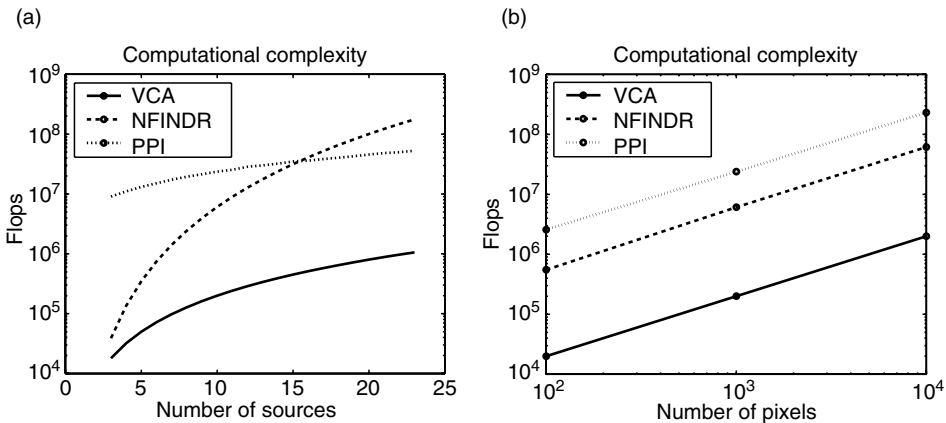 (a)
Computational complexity
10^9
10^8
10^7
10^6
10^5
10^4
Flops
VCA
NFINDR
PPI
0 5 10 15 20 25
Number of sources
(b)
Computational complexity
10^9
10^8
10^7
10^6
10^5
10^4
Flops
VCA
NFINDR
PPI
10^2 10^3 10^4
Number of pixels